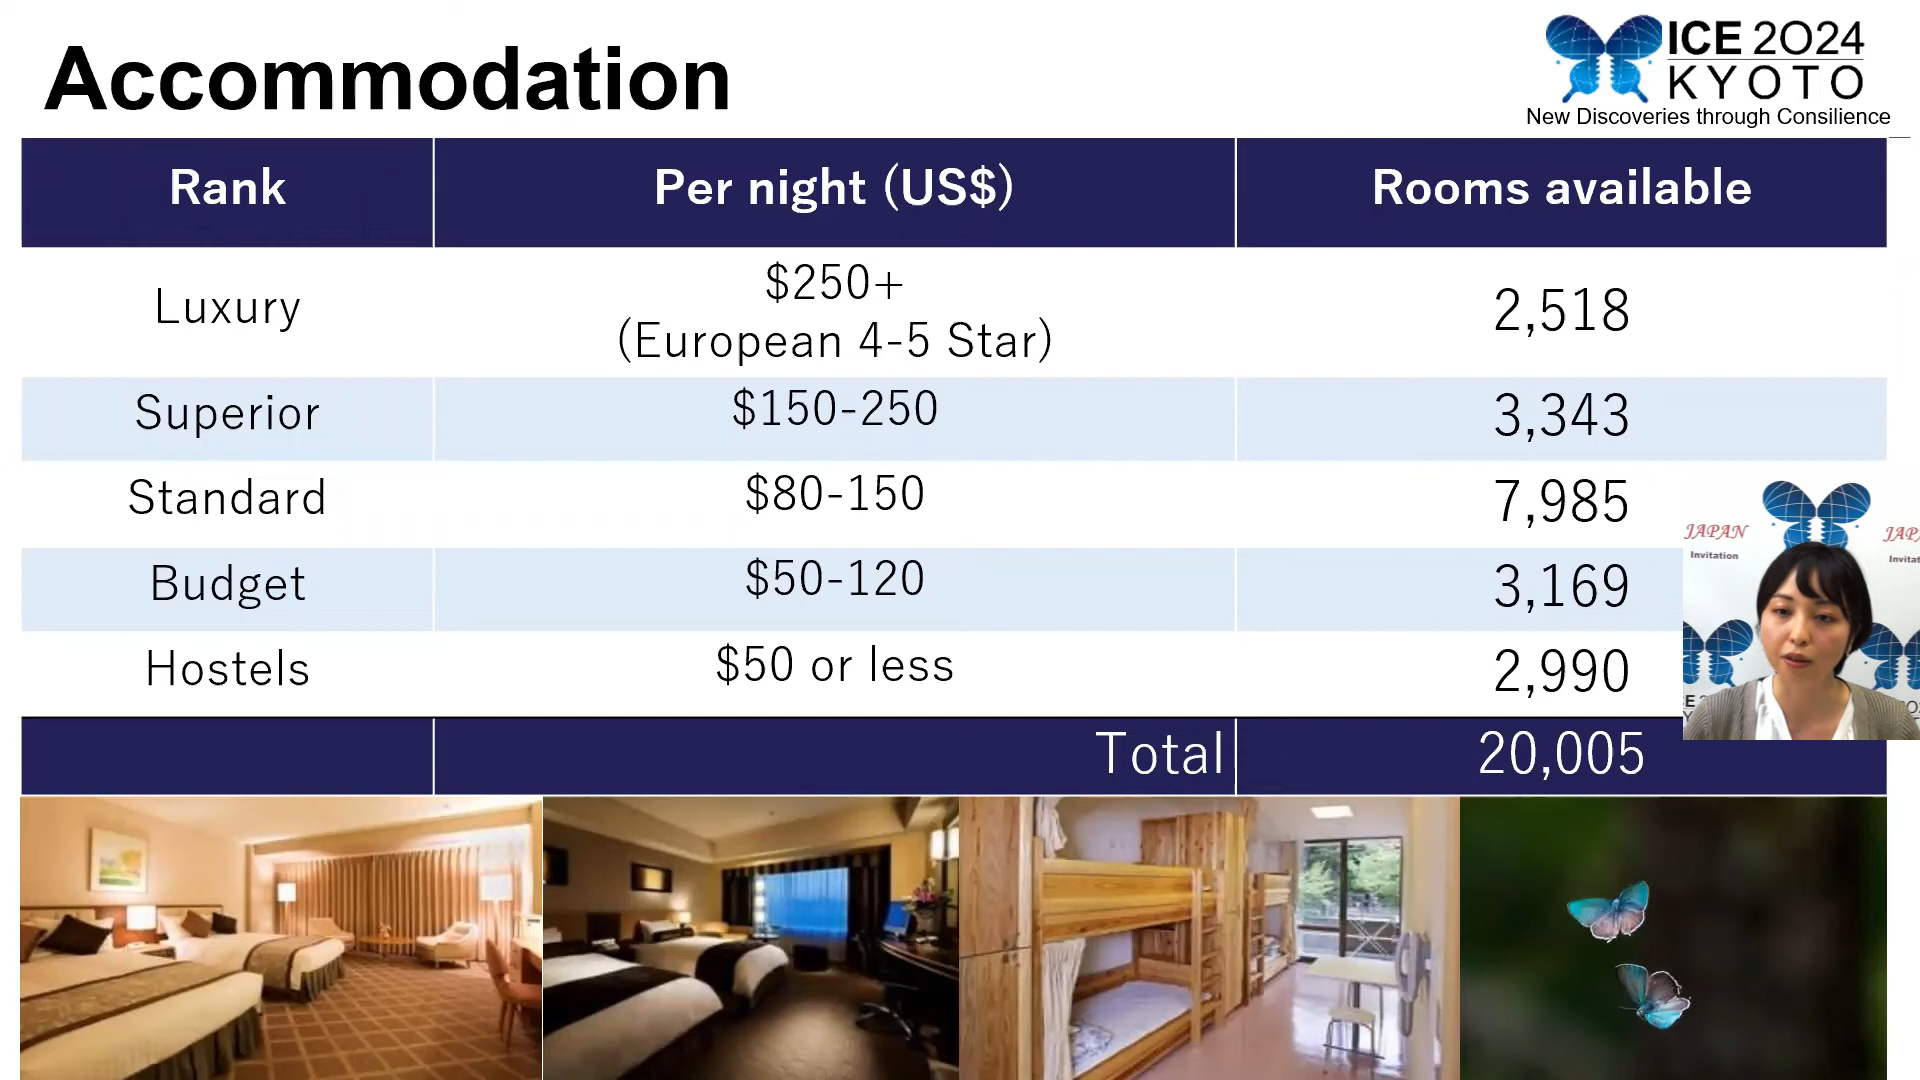 Accommodation
ICE 2024
KYOTO
New Discoveries through Consilience
Rank Per night (US$) Rooms available
Luxury $250+ (European 4-5 Star) 2,518
Superior $150-250 3,343
Standard $80-150 7,985
Budget $50-120 3,169
Hostels $50 or less 2,990
Total 20,005
JAPAN
Invitation